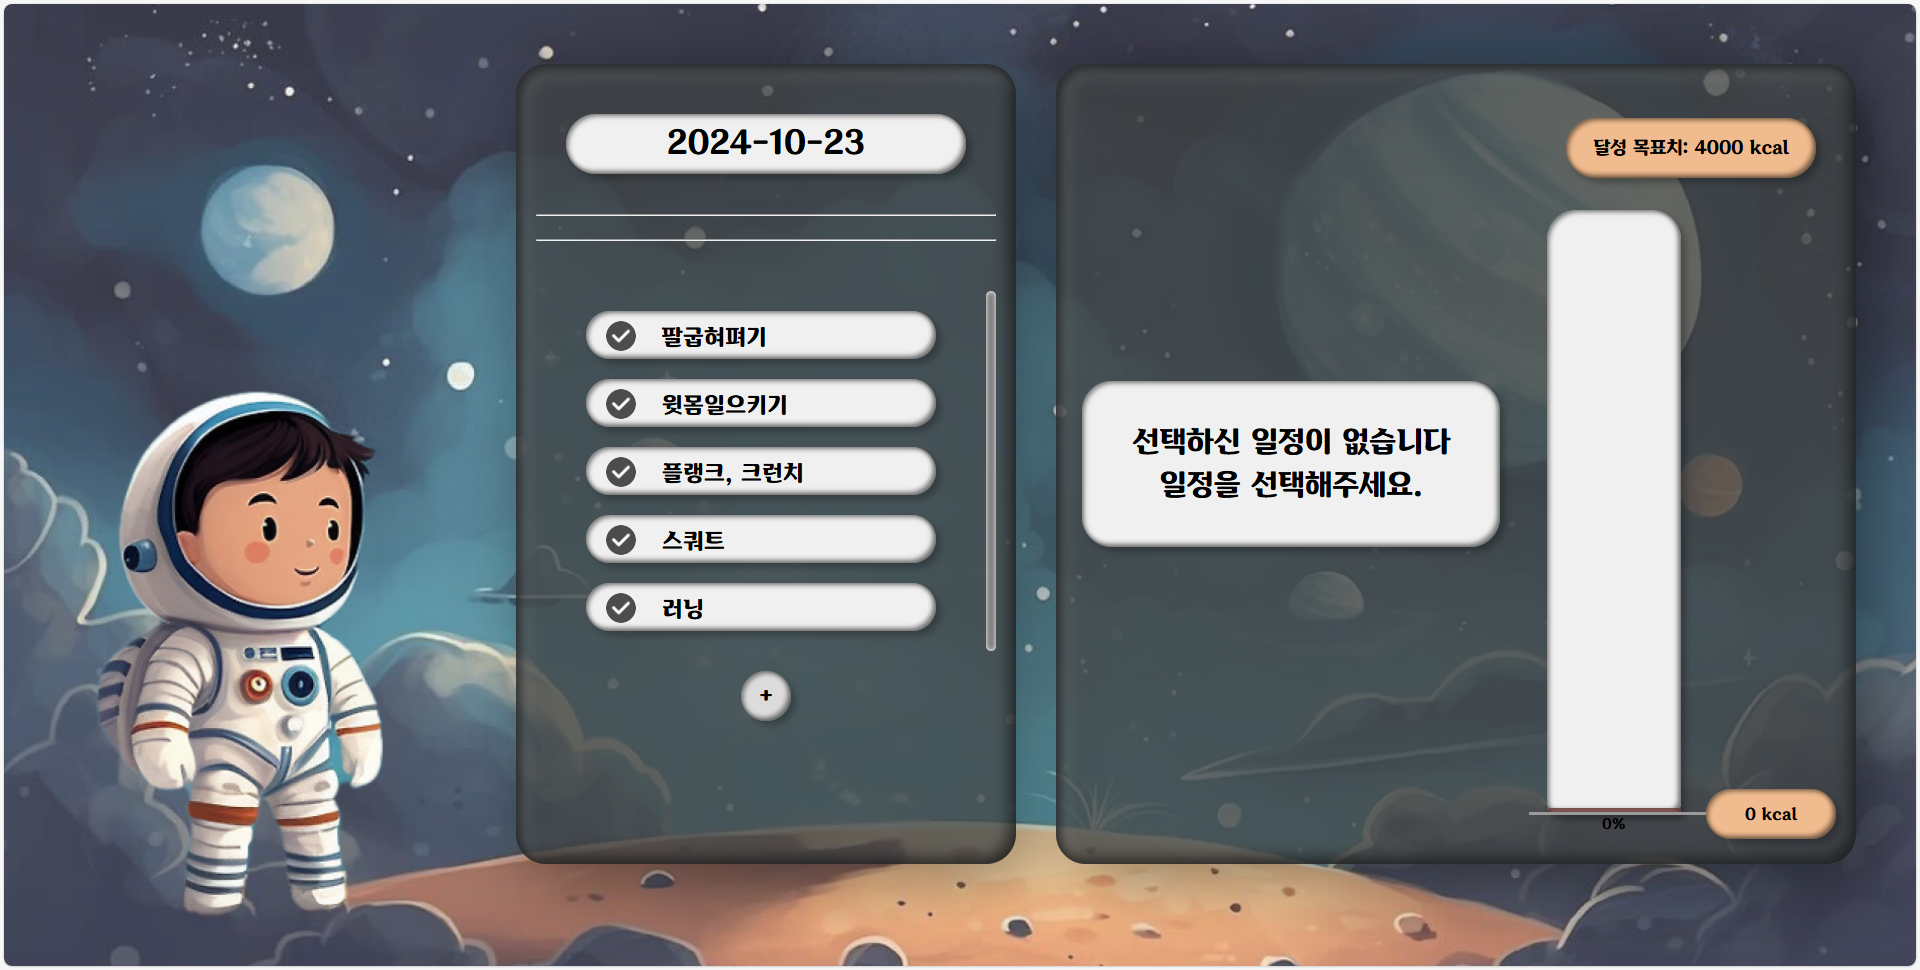 2024-10-23
팔굽혀펴기
윗몸일으키기
플랭크, 크런치
스쿼트
러닝
+
달성 목표치: 4000 kcal
선택하신 일정이 없습니다
일정을 선택해주세요.
0 kcal
0%